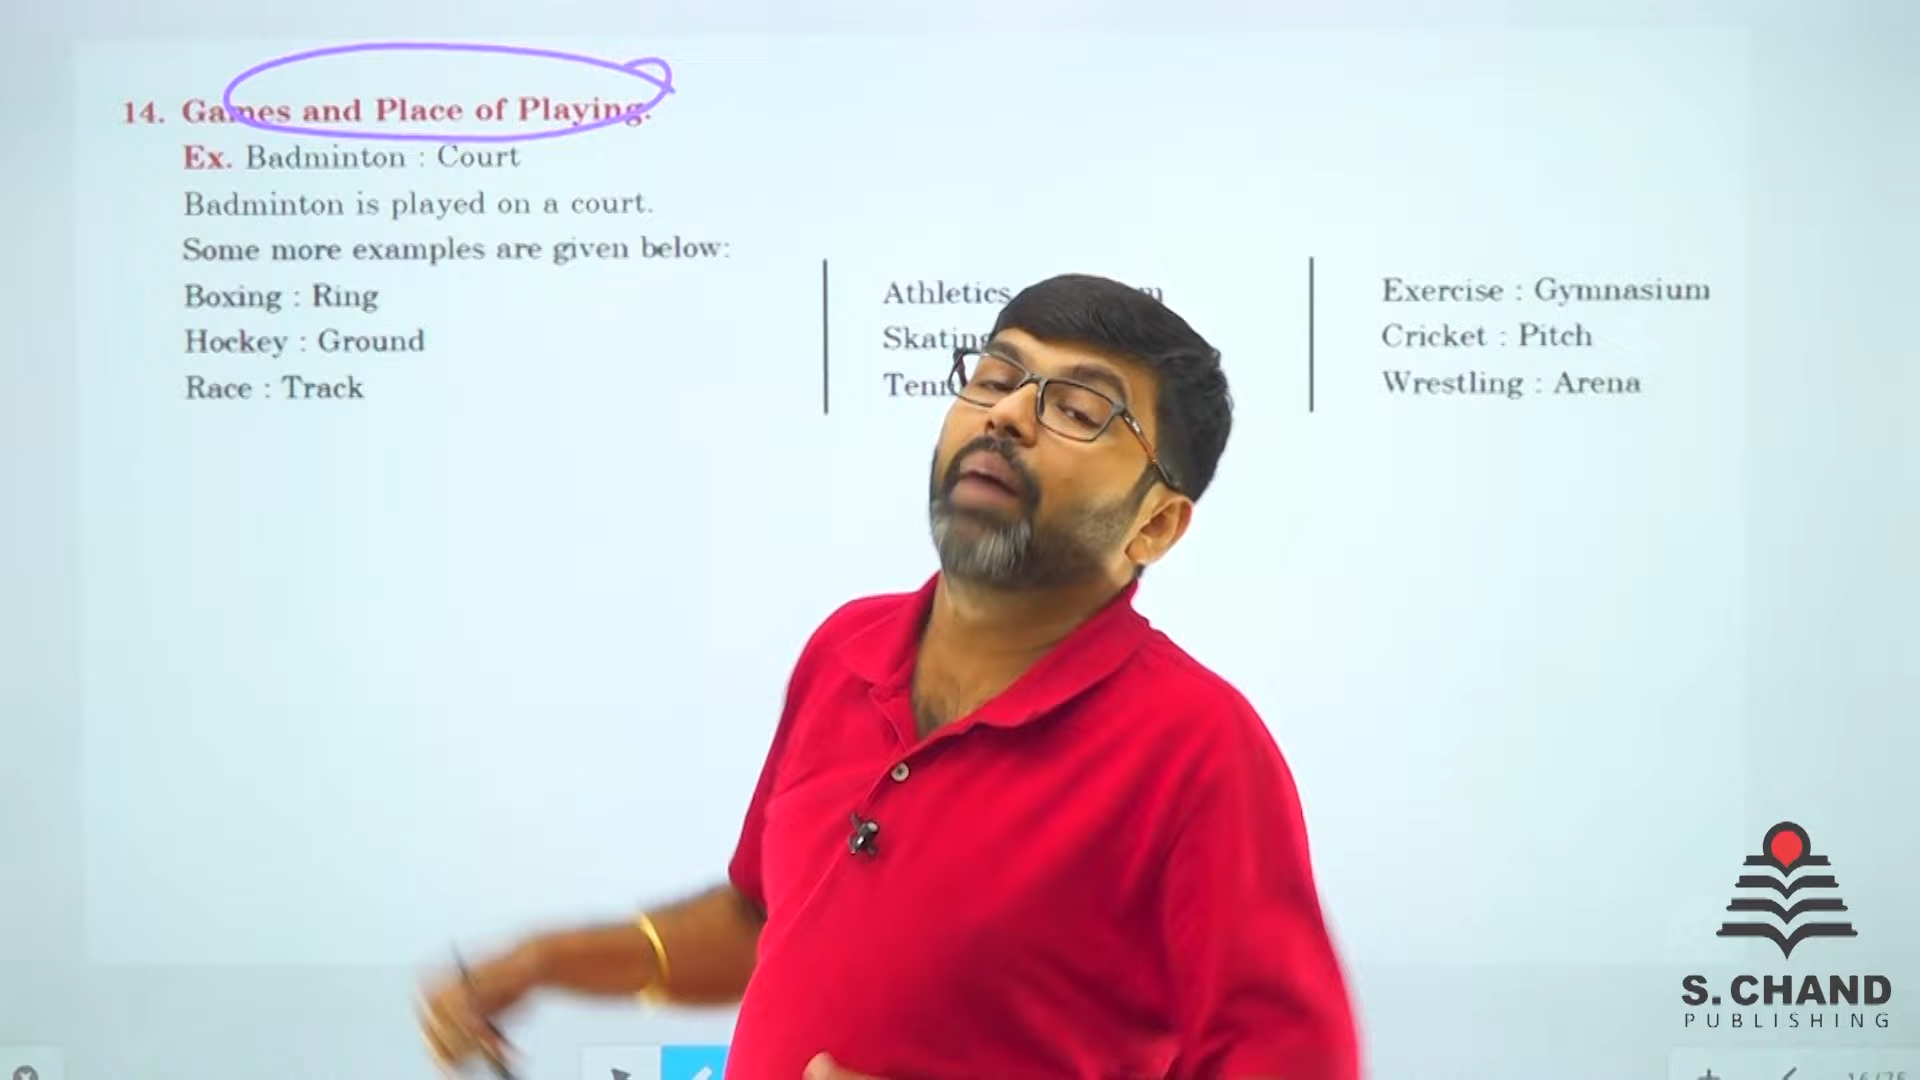 14. Games and Place of Playing.
Ex. Badminton : Court
Badminton is played on a court.
Some more examples are given below:
Boxing : Ring
Hockey : Ground
Race : Track
Athletics
Exercise : Gymnasium
Cricket : Pitch
Wrestling : Arena
S. CHAND
PUBLISHING